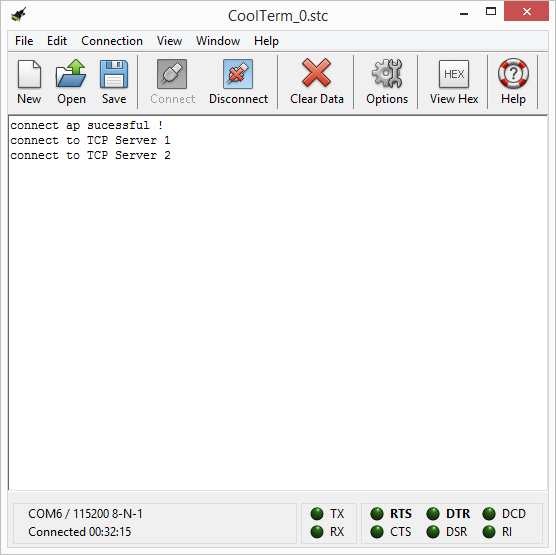 CoolTerm_0.stc
File Edit Connection View Window Help
HEX
New Open Save Connect Disconnect Clear Data Options View Hex Help
connect ap sucessful !
connect to TCP Server 1
connect to TCP Server 2
COM6 / 115200 8-N-1 TX RTS DTR DCD
Connected 00:32:15 RX CTS DSR RI